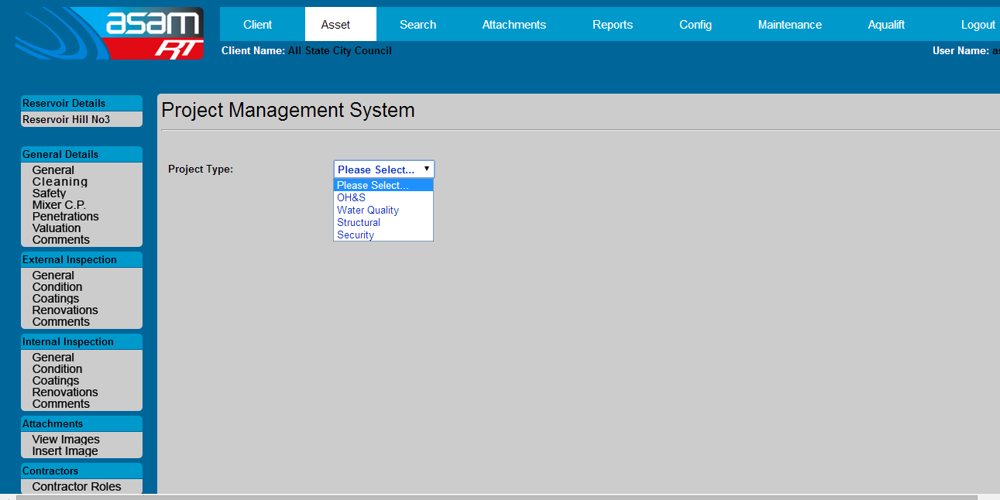 asam
RT
Client Asset Search Attachments Reports Config Maintenance Aqualift Logout
Client Name: All State City Council User Name:
Reservoir Details
Reservoir Hill No3
General Details
General
Cleaning
Safety
Mixer C.P.
Penetrations
Valuation
Comments
External Inspection
General
Condition
Coatings
Renovations
Comments
Internal Inspection
General
Condition
Coatings
Renovations
Comments
Attachments
View Images
Insert Image
Contractors
Contractor Roles
Project Management System
Project Type: Please Select...
Please Select...
OH&S
Water Quality
Structural
Security